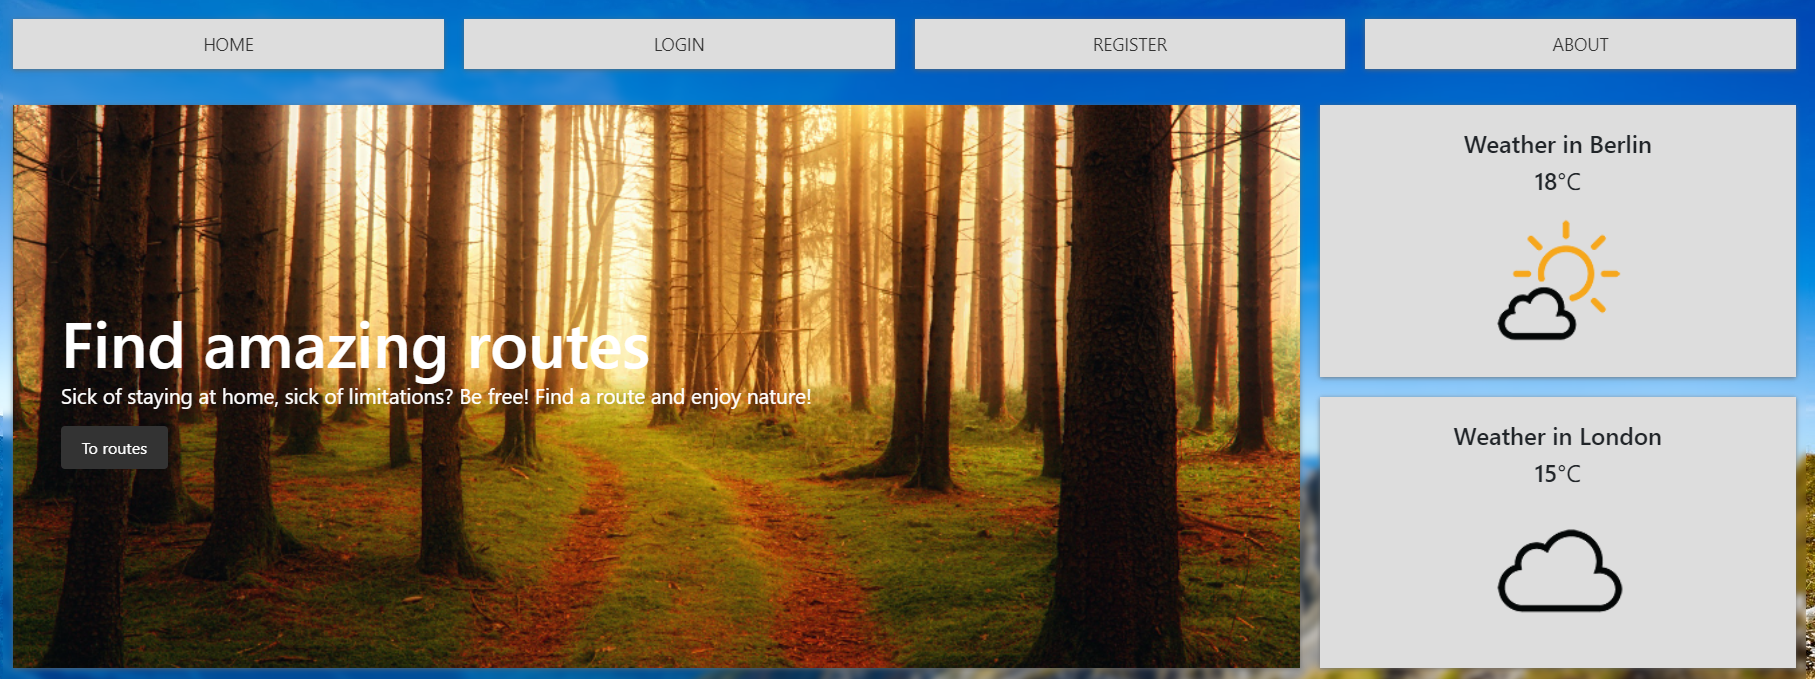 HOME
LOGIN
REGISTER
ABOUT
Find amazing routes
Sick of staying at home, sick of limitations? Be free! Find a route and enjoy nature!
To routes
Weather in Berlin
18°C
Weather in London
15°C